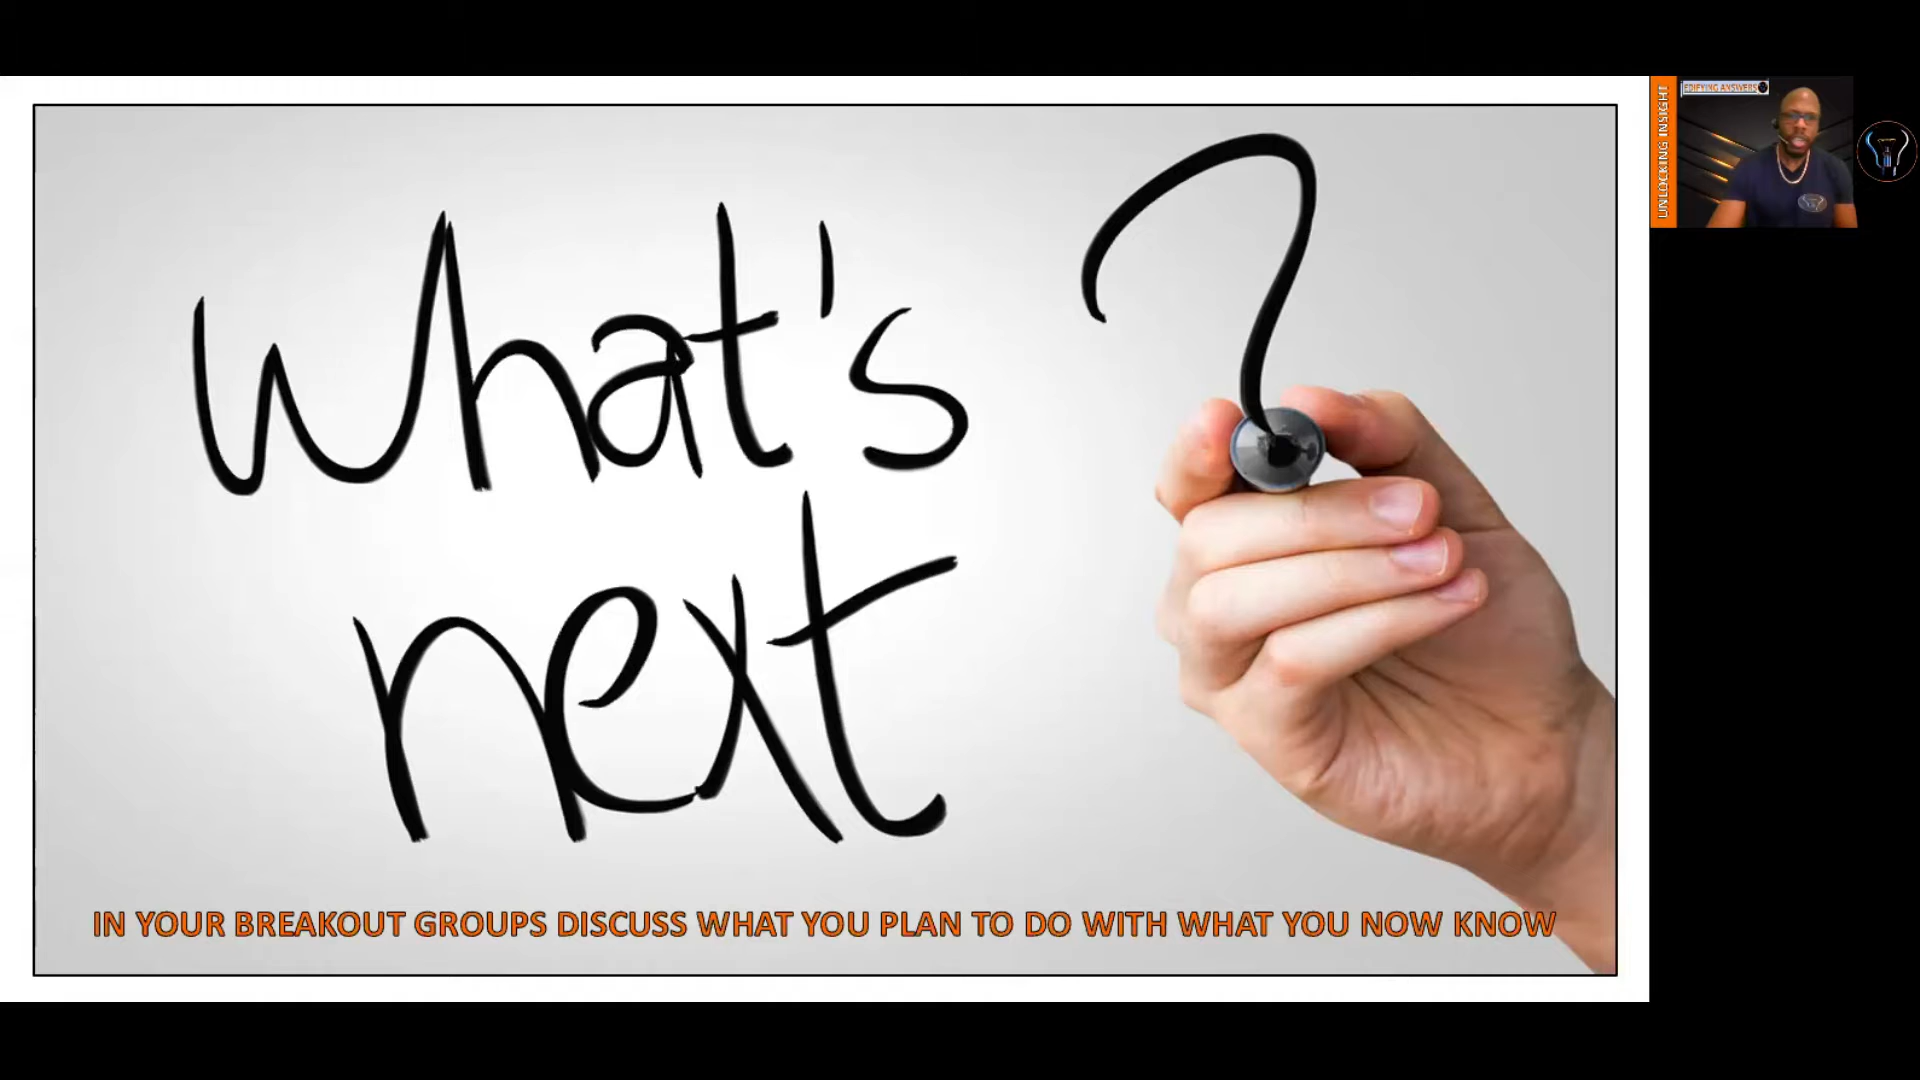 What's ?
next
IN YOUR BREAKOUT GROUPS DISCUSS WHAT YOU PLAN TO DO WITH WHAT YOU NOW KNOW
UNLOCKING INSIGHT
EDIFYING ANSWERS